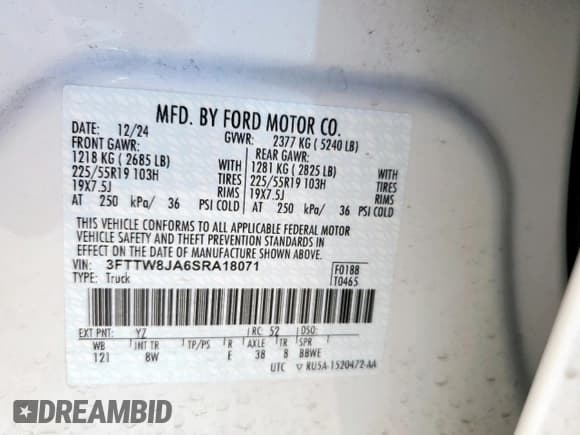 MFD. BY FORD MOTOR CO.
DATE: 12/24 GVWR: 2377 KG ( 5240 LB)
FRONT GAWR: REAR GAWR:
1218 KG ( 2685 LB) WITH 1281 KG ( 2825 LB) WITH
225/55R19 103H TIRES 225/55R19 103H TIRES
19X7.5J RIMS 19X7.5J RIMS
AT 250 kPa/ 36 PSI COLD AT 250 kPa/ 36 PSI COLD
THIS VEHICLE CONFORMS TO ALL APPLICABLE FEDERAL MOTOR
VEHICLE SAFETY AND THEFT PREVENTION STANDARDS IN
EFFECT ON THE DATE OF MANUFACTURE SHOWN ABOVE.
VIN: 3FTTW8JA6SRA18071 F0188
TYPE: Truck T0465
EXT PNT: YZ RC: 52 DSO:
WB INT TR TP/PS R AXLE TR SPR
121 8W E 38 8 BBWE
UTC ▽ RU5A-1520472-AA
DREAMBID